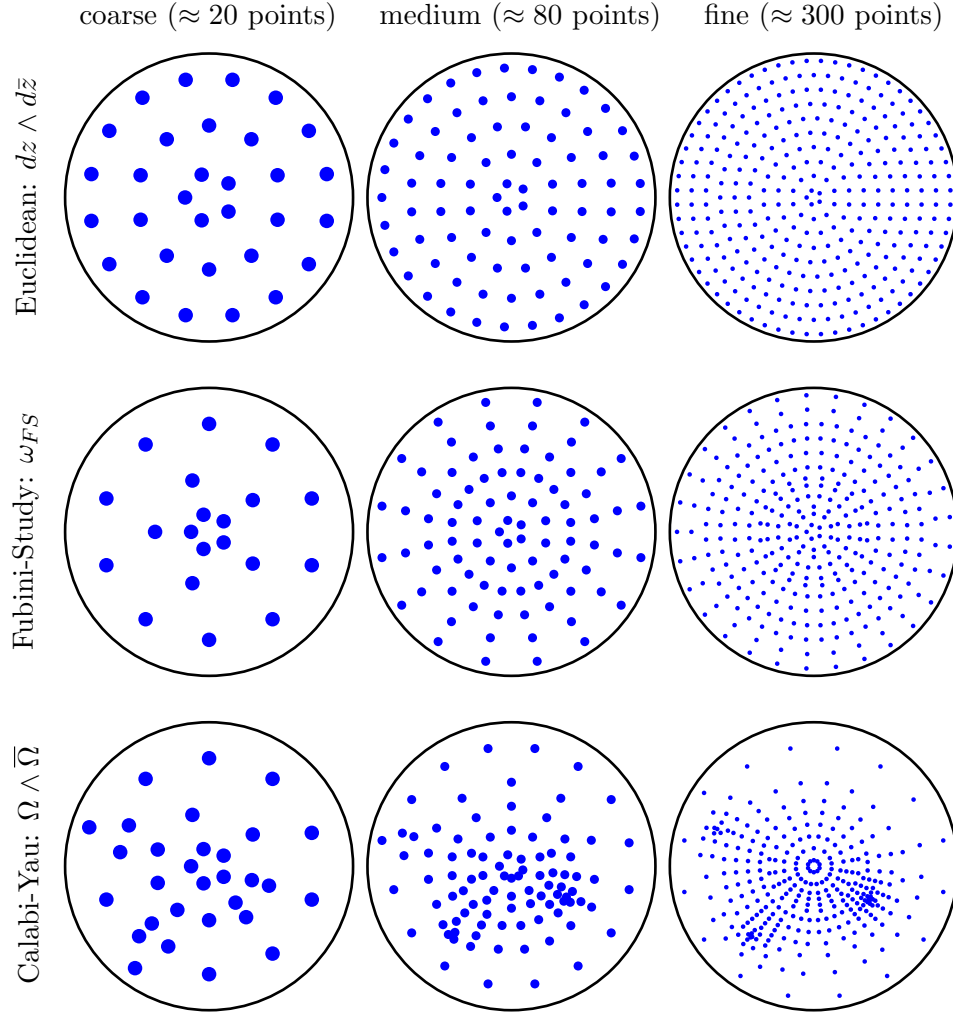 coarse (≈ 20 points)
medium (≈ 80 points)
fine (≈ 300 points)
Euclidean: dz ∧ dz̄
Fubini-Study: ω_FS
Calabi-Yau: Ω ∧ Ω̅